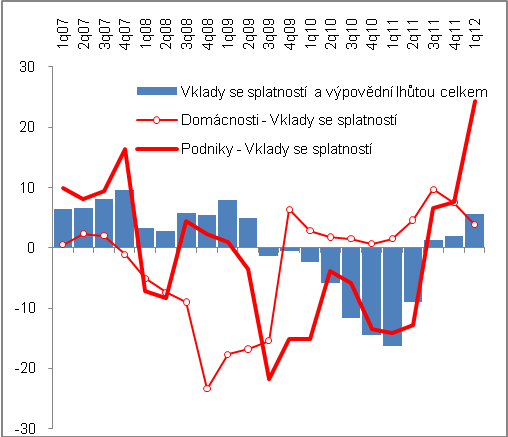 1q07 2q07 3q07 4q07 1q08 2q08 3q08 4q08 1q09 2q09 3q09 4q09 1q10 2q10 3q10 4q10 1q11 2q11 3q11 4q11 1q12
30
Vklady se splatností a výpovědní lhůtou celkem
20
Domácnosti - Vklady se splatností
Podniky - Vklady se splatností
10
0
-10
-20
-30